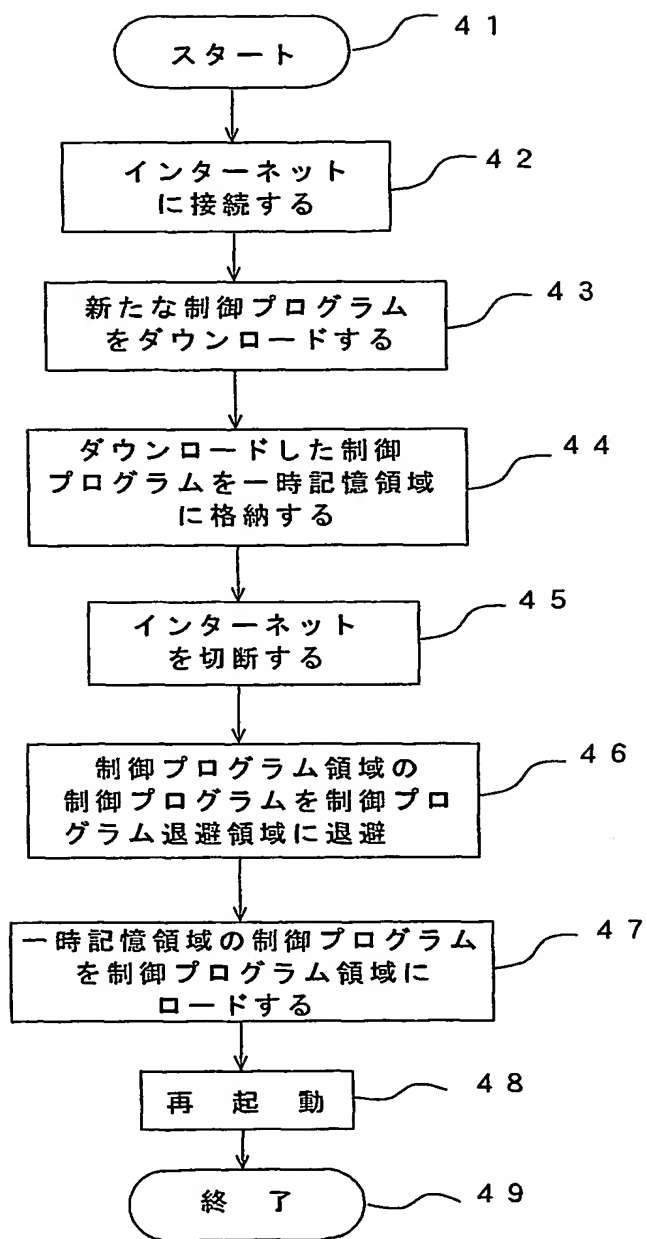 スタート
41
インターネット
に接続する
42
新たな制御プログラム
をダウンロードする
43
ダウンロードした制御
プログラムを一時記憶領域
に格納する
44
インターネット
を切断する
45
制御プログラム領域の
制御プログラムを制御プロ
グラム退避領域に退避
46
一時記憶領域の制御プログラム
を制御プログラム領域に
ロードする
47
再起動
48
終了
49